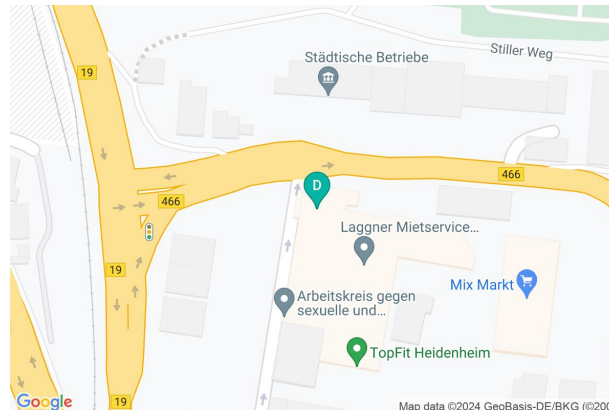 Stiller Weg
Städtische Betriebe
19
D
466
466
Laggner Mietservice...
19
Mix Markt
Arbeitskreis gegen
sexuelle und...
TopFit Heidenheim
19
Google
Map data ©2024 GeoBasis-DE/BKG (©200